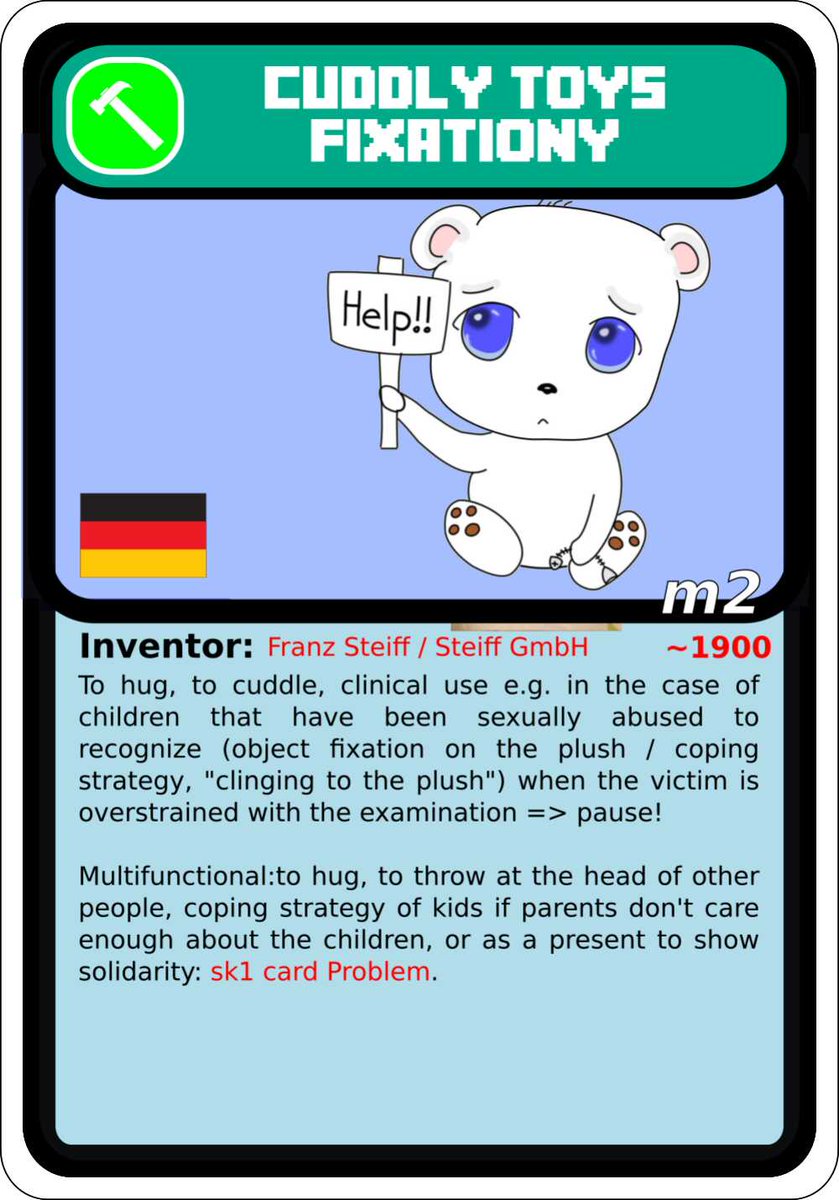 CUDDLY TOYS
FIXATIONY
Help!!
m2
Inventor: Franz Steiff / Steiff GmbH ~1900
To hug, to cuddle, clinical use e.g. in the case of
children that have been sexually abused to
recognize (object fixation on the plush / coping
strategy, "clinging to the plush") when the victim is
overstrained with the examination => pause!
Multifunctional:to hug, to throw at the head of other
people, coping strategy of kids if parents don't care
enough about the children, or as a present to show
solidarity: sk1 card Problem.